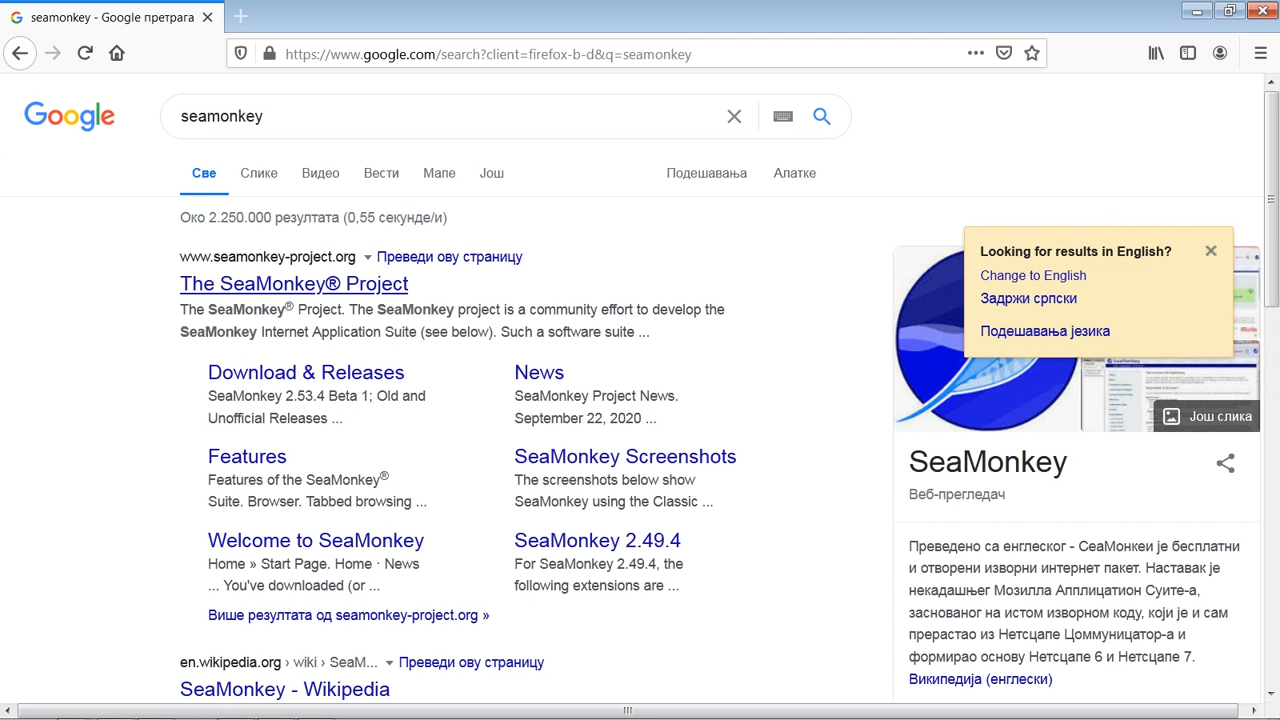 seamonkey - Google претрага
https://www.google.com/search?client=firefox-b-d&q=seamonkey
Google
seamonkey
Све Слике Видео Вести Мапе Још Подешавања Алатке
Око 2.250.000 резултата (0,55 секунде/и)
www.seamonkey-project.org Преведи ову страницу
The SeaMonkey® Project
The SeaMonkey® Project. The SeaMonkey project is a community effort to develop the
SeaMonkey Internet Application Suite (see below). Such a software suite ...
Download & Releases
SeaMonkey 2.53.4 Beta 1; Old and
Unofficial Releases ...
News
SeaMonkey Project News.
September 22, 2020 ...
Features
Features of the SeaMonkey®
Suite. Browser. Tabbed browsing ...
SeaMonkey Screenshots
The screenshots below show
SeaMonkey using the Classic ...
Welcome to SeaMonkey
Home » Start Page. Home · News
... You've downloaded (or ...
SeaMonkey 2.49.4
For SeaMonkey 2.49.4, the
following extensions are ...
Више резултата од seamonkey-project.org »
en.wikipedia.org › wiki › SeaM... Преведи ову страницу
SeaMonkey - Wikipedia
Looking for results in English?
Change to English
Задржи српски
Подешавања језика
Још слика
SeaMonkey
Веб-прегледач
Преведено са енглеског - СеаМонкеи је бесплатни
и отворени изворни интернет пакет. Наставак је
некадашњег Мозилла Апплицатион Суите-а,
заснованог на истом изворном коду, који је и сам
прерастао из Нетсцапе Цоммуницатор-а и
формирао основу Нетсцапе 6 и Нетсцапе 7.
Википедија (енглески)